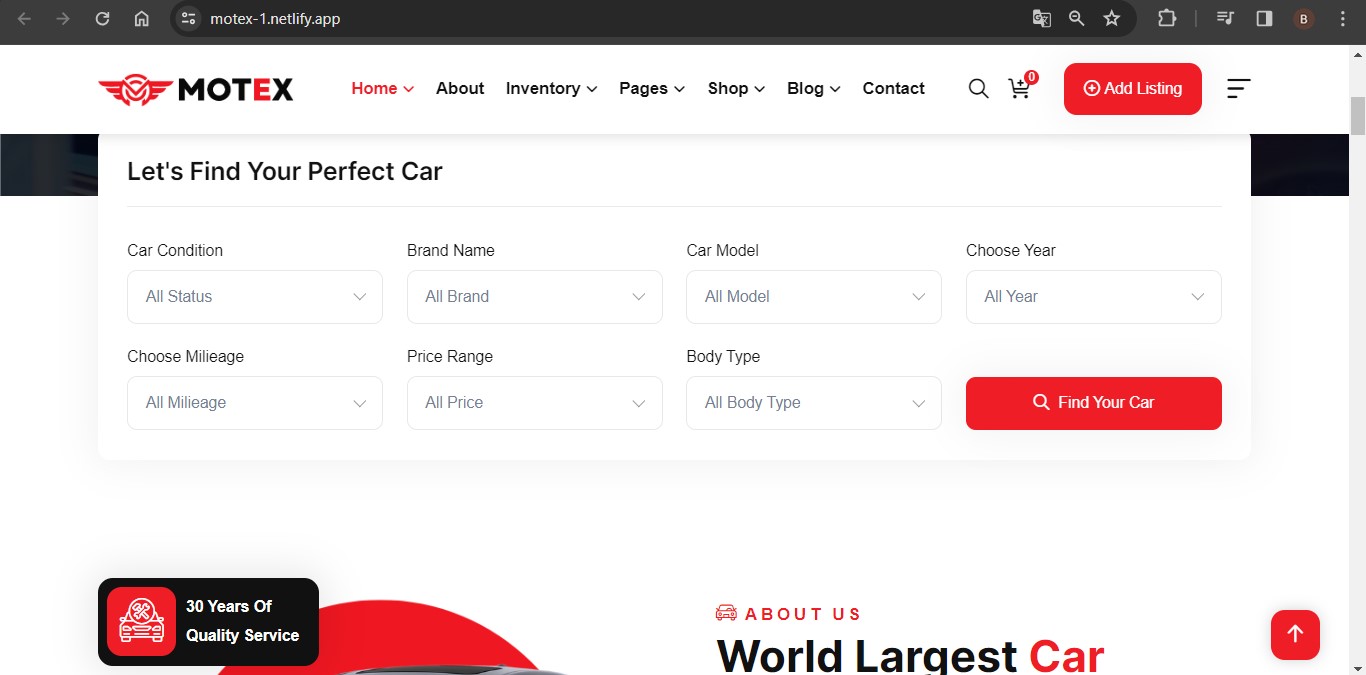 motex-1.netlify.app
B
MOTEX
Home About Inventory Pages Shop Blog Contact 0 Add Listing
Let's Find Your Perfect Car
Car Condition Brand Name Car Model Choose Year
All Status All Brand All Model All Year
Choose Milieage Price Range Body Type
All Milieage All Price All Body Type Find Your Car
30 Years Of
Quality Service
ABOUT US
World Largest Car